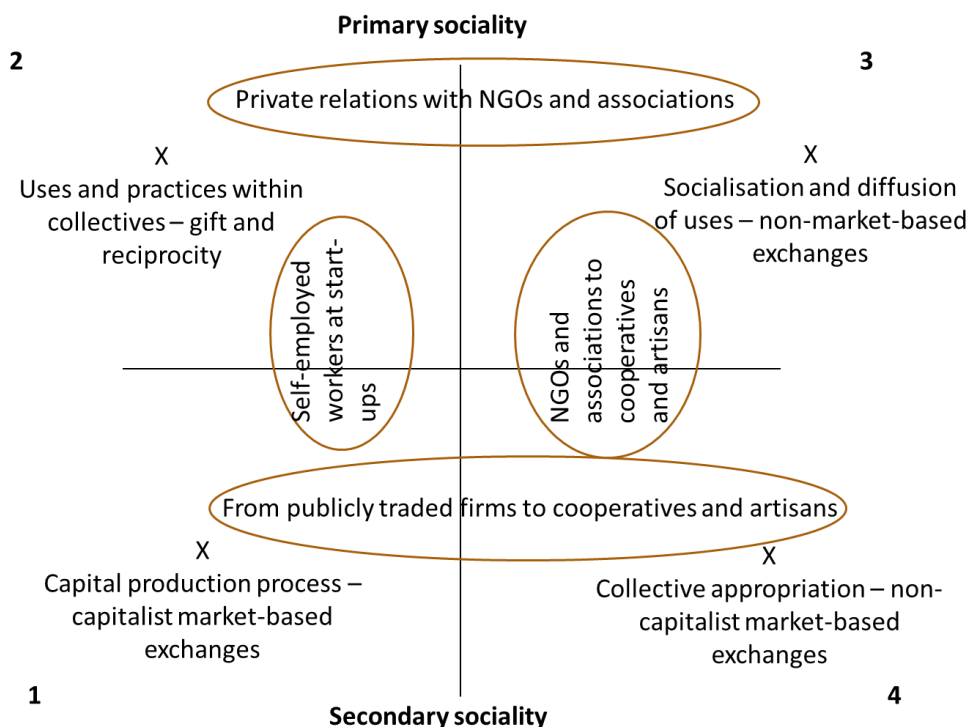 Primary sociality
2
3
Private relations with NGOs and associations
X
Uses and practices within
collectives – gift and
reciprocity
X
Socialisation and diffusion
of uses – non-market-based
exchanges
Self-employed
workers at start-
ups
NGOs and
associations to
cooperatives
and artisans
From publicly traded firms to cooperatives and artisans
X
Capital production process –
capitalist market-based
exchanges
X
Collective appropriation – non-
capitalist market-based
exchanges
1
4
Secondary sociality